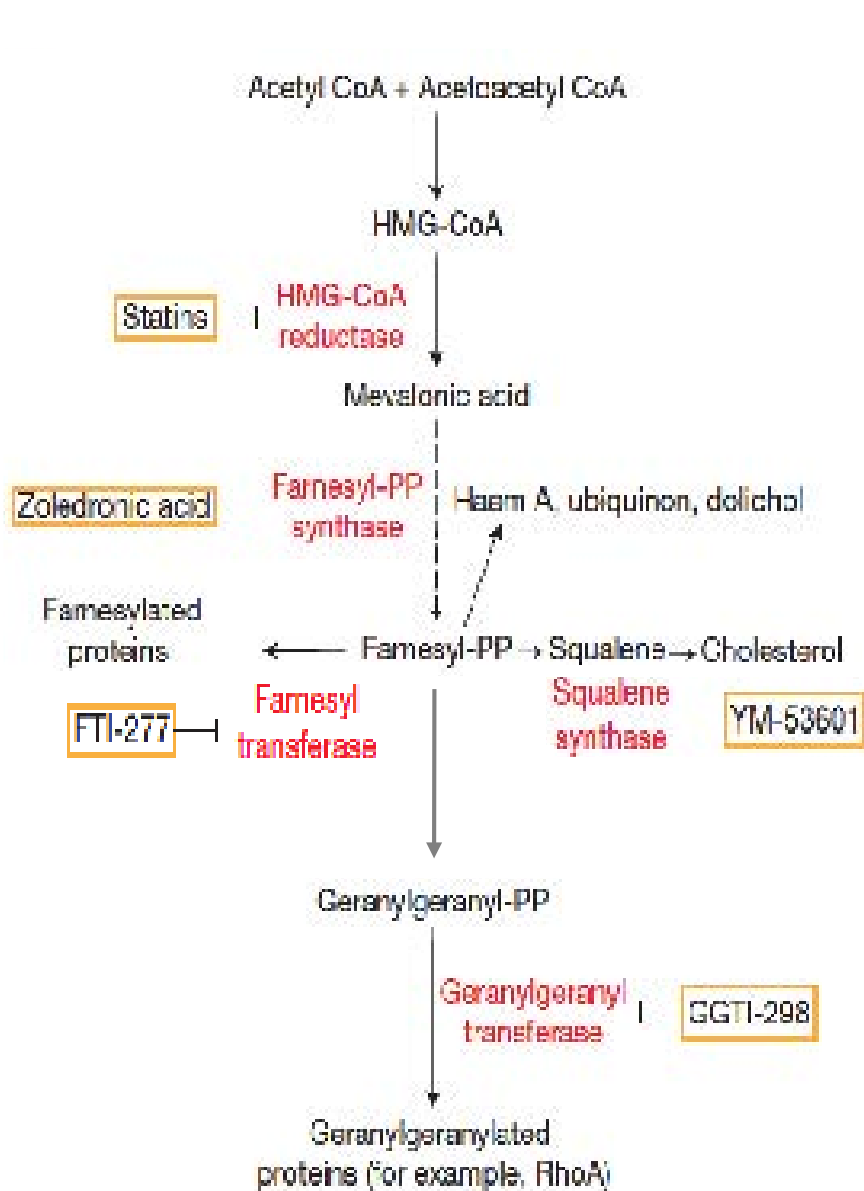 Acetyl CoA + Acetoacetyl CoA
HMG-CoA
Statins
HMG-CoA
reductase
Mevalonic acid
Zoledronic acid
Farnesyl-PP
synthase
Haem A, ubiquinon, dolichol
Farnesylated
proteins
Farnesyl-PP
Squalene
Cholesterol
FTI-277
Farnesyl
transferase
Squalene
synthase
YM-53601
Geranylgeranyl-PP
Geranylgeranyl
transferase
GGTI-298
Geranylgeranylated
proteins (for example, RhoA)